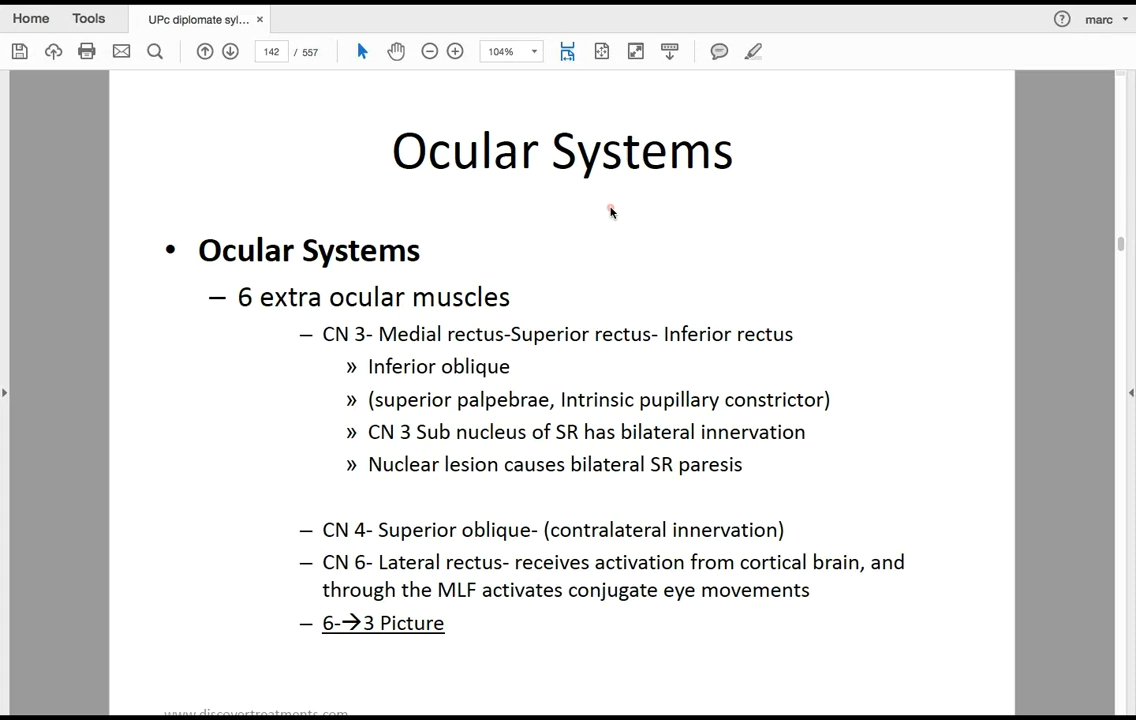 Home Tools UPc diplomate syl... × ? marc
142 / 557 104%
Ocular Systems
• Ocular Systems
– 6 extra ocular muscles
– CN 3- Medial rectus-Superior rectus- Inferior rectus
» Inferior oblique
» (superior palpebrae, Intrinsic pupillary constrictor)
» CN 3 Sub nucleus of SR has bilateral innervation
» Nuclear lesion causes bilateral SR paresis
– CN 4- Superior oblique- (contralateral innervation)
– CN 6- Lateral rectus- receives activation from cortical brain, and
through the MLF activates conjugate eye movements
– 6-→3 Picture
www.discovertreatments.com